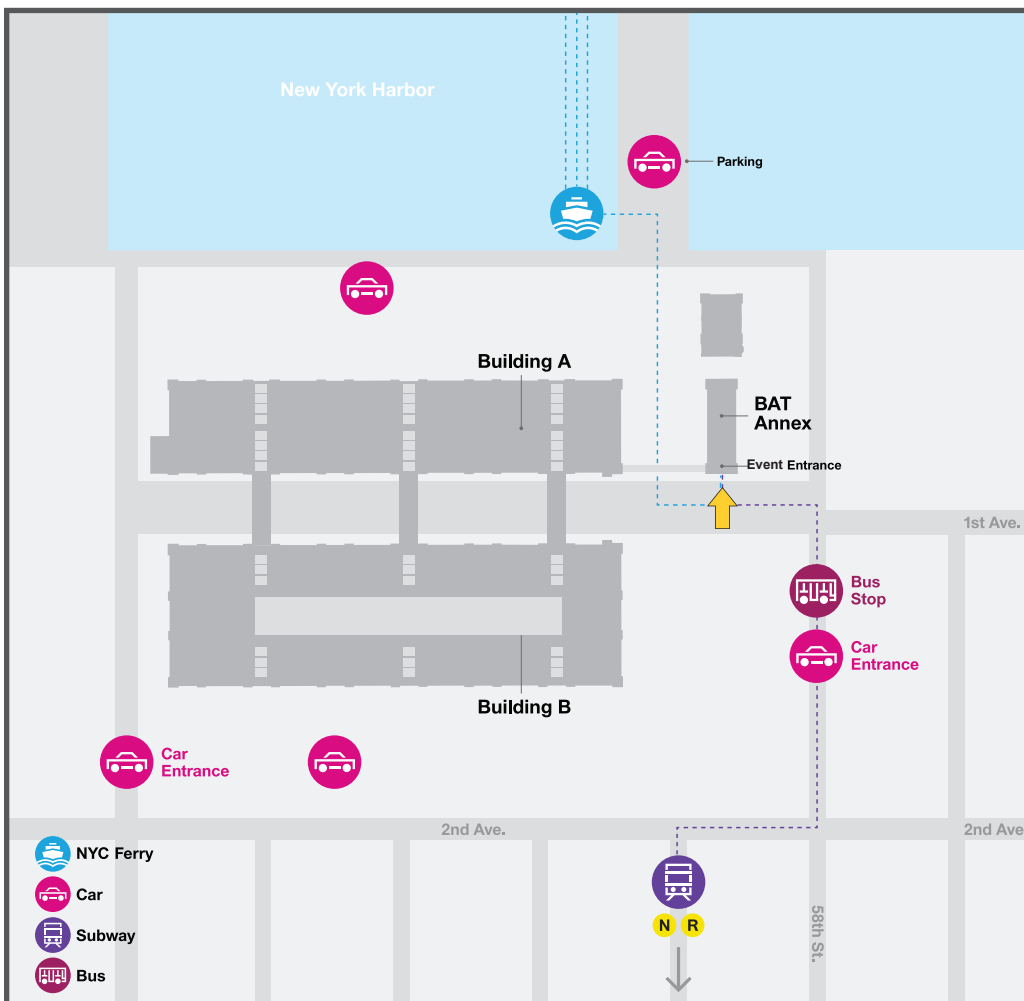 New York Harbor
Parking
Building A
BAT
Annex
Event Entrance
1st Ave.
Bus
Stop
Car
Entrance
Building B
Car
Entrance
2nd Ave.
2nd Ave
NYC Ferry
Car
Subway
Bus
N R
58th St.